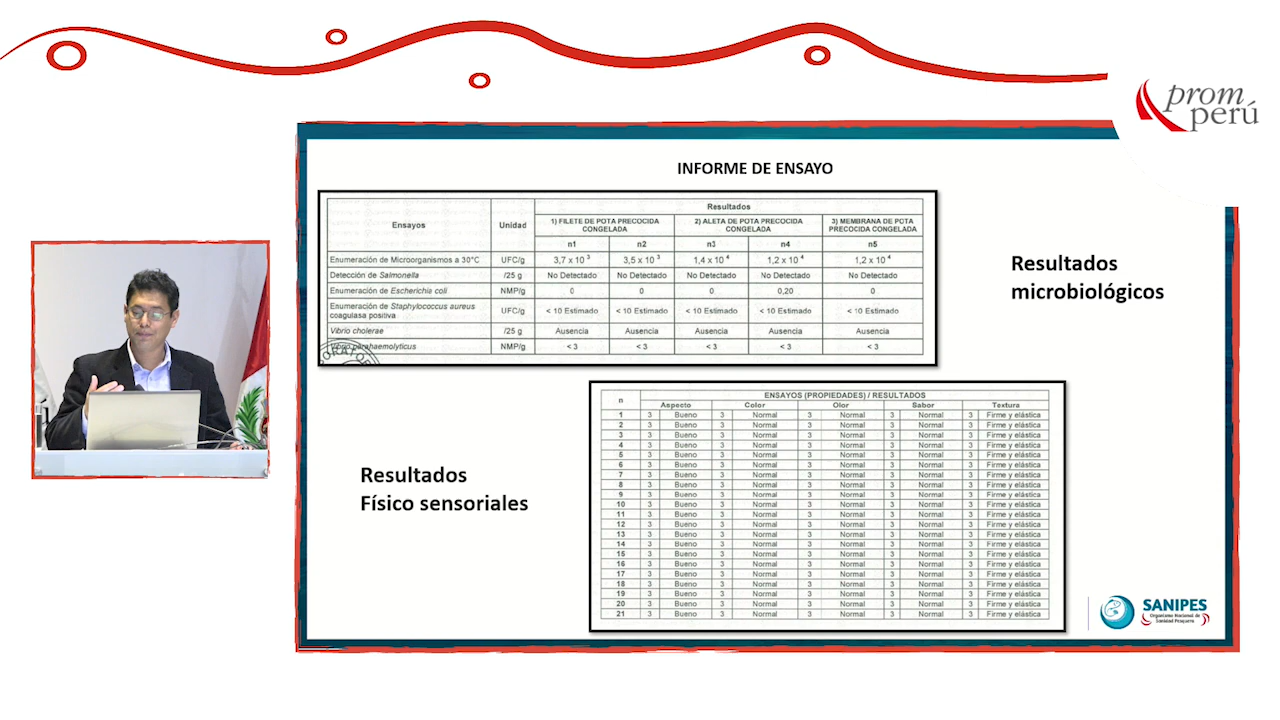 prom
perú
INFORME DE ENSAYO
Ensayos Unidad Resultados
1) FILETE DE POTA PRECOCIDA CONGELADA 2) ALETA DE POTA PRECOCIDA CONGELADA 3) MEMBRANA DE POTA PRECOCIDA CONGELADA
n1 n2 n3 n4 n5
Enumeración de Microorganismos a 30°C UFC/g 3,7 x 10 ³ 3,5 x 10 ³ 1,4 x 10 ⁴ 1,2 x 10 ⁴ 1,2 x 10 ⁴
Detección de Salmonella /25 g No Detectado No Detectado No Detectado No Detectado No Detectado
Enumeración de Escherichia coli NMP/g 0 0 0 0,20 0
Enumeración de Staphylococcus aureus coagulasa positiva UFC/g < 10 Estimado < 10 Estimado < 10 Estimado < 10 Estimado < 10 Estimado
Vibrio cholerae /25 g Ausencia Ausencia Ausencia Ausencia Ausencia
Vibrio parahaemolyticus NMP/g < 3 < 3 < 3 < 3 < 3
Resultados
microbiológicos
Resultados
Físico sensoriales
n ENSAYOS (PROPIEDADES) / RESULTADOS
Aspecto Color Olor Sabor Textura
1 3 Bueno 3 Normal 3 Normal 3 Normal 3 Firme y elástica
2 3 Bueno 3 Normal 3 Normal 3 Normal 3 Firme y elástica
3 3 Bueno 3 Normal 3 Normal 3 Normal 3 Firme y elástica
4 3 Bueno 3 Normal 3 Normal 3 Normal 3 Firme y elástica
5 3 Bueno 3 Normal 3 Normal 3 Normal 3 Firme y elástica
6 3 Bueno 3 Normal 3 Normal 3 Normal 3 Firme y elástica
7 3 Bueno 3 Normal 3 Normal 3 Normal 3 Firme y elástica
8 3 Bueno 3 Normal 3 Normal 3 Normal 3 Firme y elástica
9 3 Bueno 3 Normal 3 Normal 3 Normal 3 Firme y elástica
10 3 Bueno 3 Normal 3 Normal 3 Normal 3 Firme y elástica
11 3 Bueno 3 Normal 3 Normal 3 Normal 3 Firme y elástica
12 3 Bueno 3 Normal 3 Normal 3 Normal 3 Firme y elástica
13 3 Bueno 3 Normal 3 Normal 3 Normal 3 Firme y elástica
14 3 Bueno 3 Normal 3 Normal 3 Normal 3 Firme y elástica
15 3 Bueno 3 Normal 3 Normal 3 Normal 3 Firme y elástica
16 3 Bueno 3 Normal 3 Normal 3 Normal 3 Firme y elástica
17 3 Bueno 3 Normal 3 Normal 3 Normal 3 Firme y elástica
18 3 Bueno 3 Normal 3 Normal 3 Normal 3 Firme y elástica
19 3 Bueno 3 Normal 3 Normal 3 Normal 3 Firme y elástica
20 3 Bueno 3 Normal 3 Normal 3 Normal 3 Firme y elástica
21 3 Bueno 3 Normal 3 Normal 3 Normal 3 Firme y elástica
SANIPES
Organismo Nacional de
Sanidad Pesquera